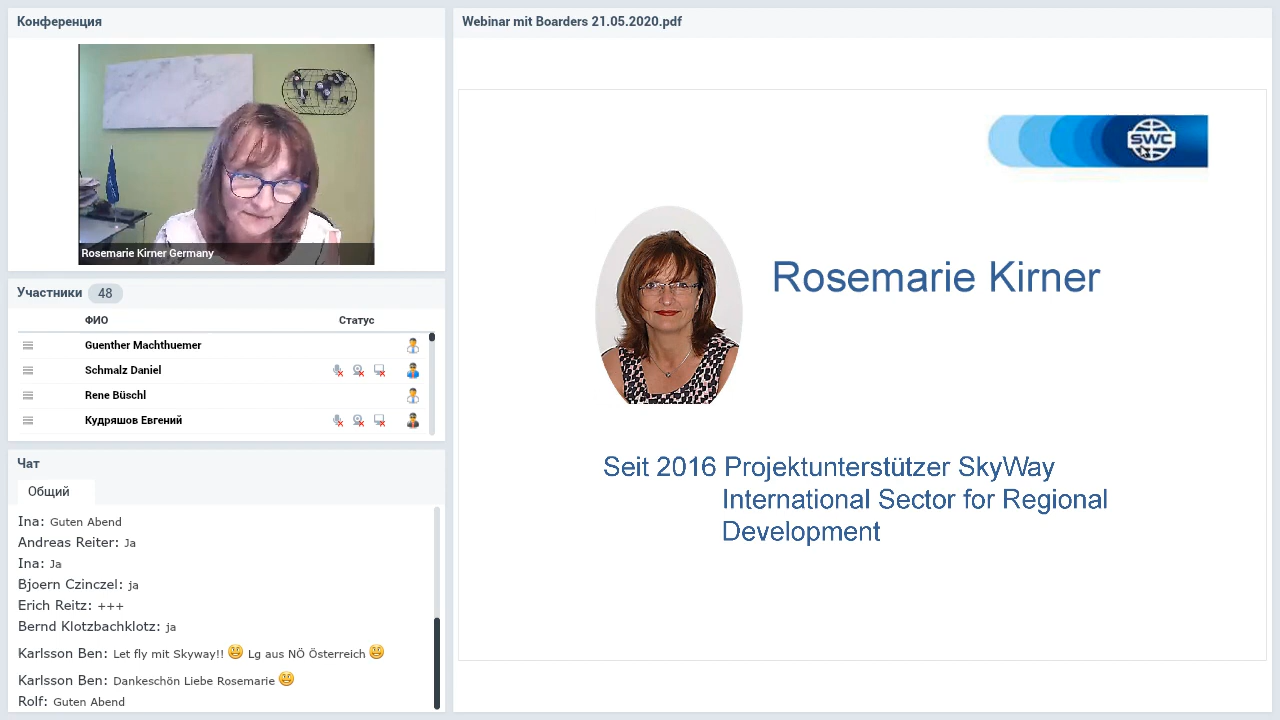 Конференция
Rosemarie Kirner Germany
Участники 48
ФИО Статус
Guenther Machthuemer
Schmalz Daniel
Rene Büschl
Кудряшов Евгений
Чат
Общий
Ina: Guten Abend
Andreas Reiter: Ja
Ina: Ja
Bjoern Czinczel: ja
Erich Reitz: +++
Bernd Klotzbachklotz: ja
Karlsson Ben: Let fly mit Skyway!! Lg aus NÖ Österreich
Karlsson Ben: Dankeschön Liebe Rosemarie
Rolf: Guten Abend
Webinar mit Boarders 21.05.2020.pdf
SWC
Rosemarie Kirner
Seit 2016 Projektunterstützer SkyWay
International Sector for Regional
Development